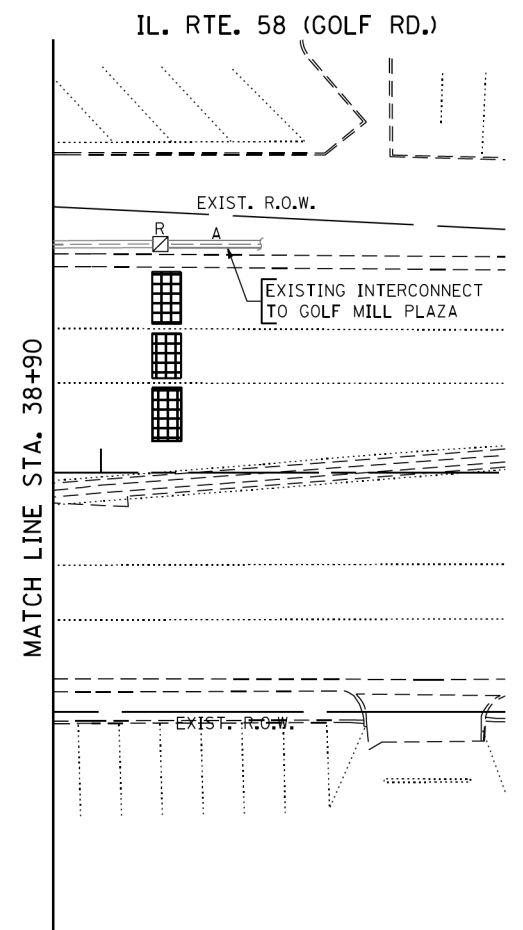 IL. RTE. 58 (GOLF RD.)
EXIST. R.O.W.
R
A
EXISTING INTERCONNECT
TO GOLF MILL PLAZA
MATCH LINE STA. 38+90
EXIST. R.O.W.